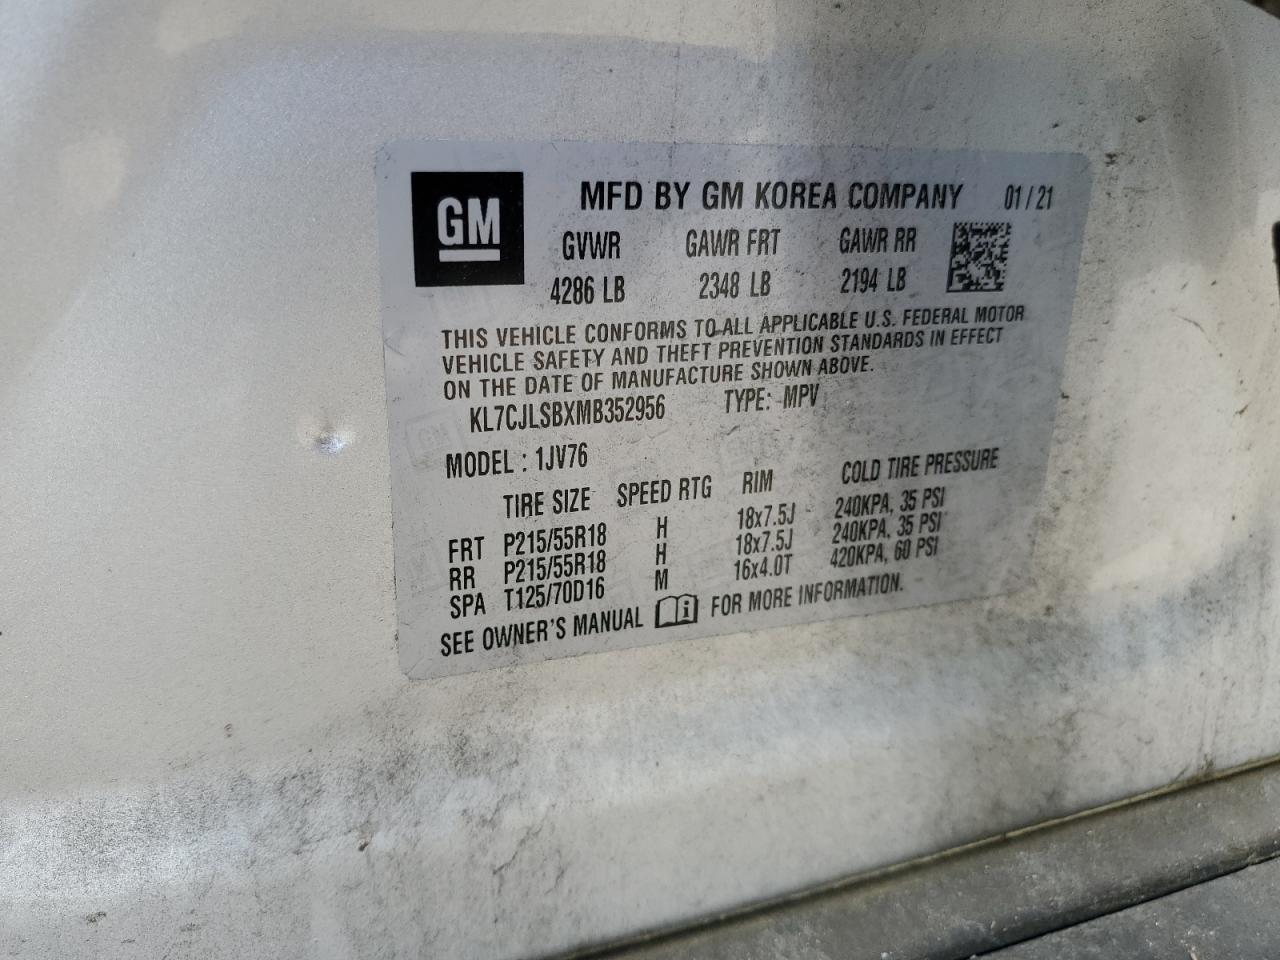 GM
MFD BY GM KOREA COMPANY 01/21
GVWR GAWR FRT GAWR RR
4286 LB 2348 LB 2194 LB
THIS VEHICLE CONFORMS TO ALL APPLICABLE U.S. FEDERAL MOTOR
VEHICLE SAFETY AND THEFT PREVENTION STANDARDS IN EFFECT
ON THE DATE OF MANUFACTURE SHOWN ABOVE.
KL7CJLSBXMB352956 TYPE: MPV
MODEL : 1JV76
TIRE SIZE SPEED RTG RIM COLD TIRE PRESSURE
FRT P215/55R18 H 18x7.5J 240KPA, 35 PSI
RR P215/55R18 H 18x7.5J 240KPA, 35 PSI
SPA T125/70D16 M 16x4.0T 420KPA, 60 PSI
SEE OWNER'S MANUAL FOR MORE INFORMATION.